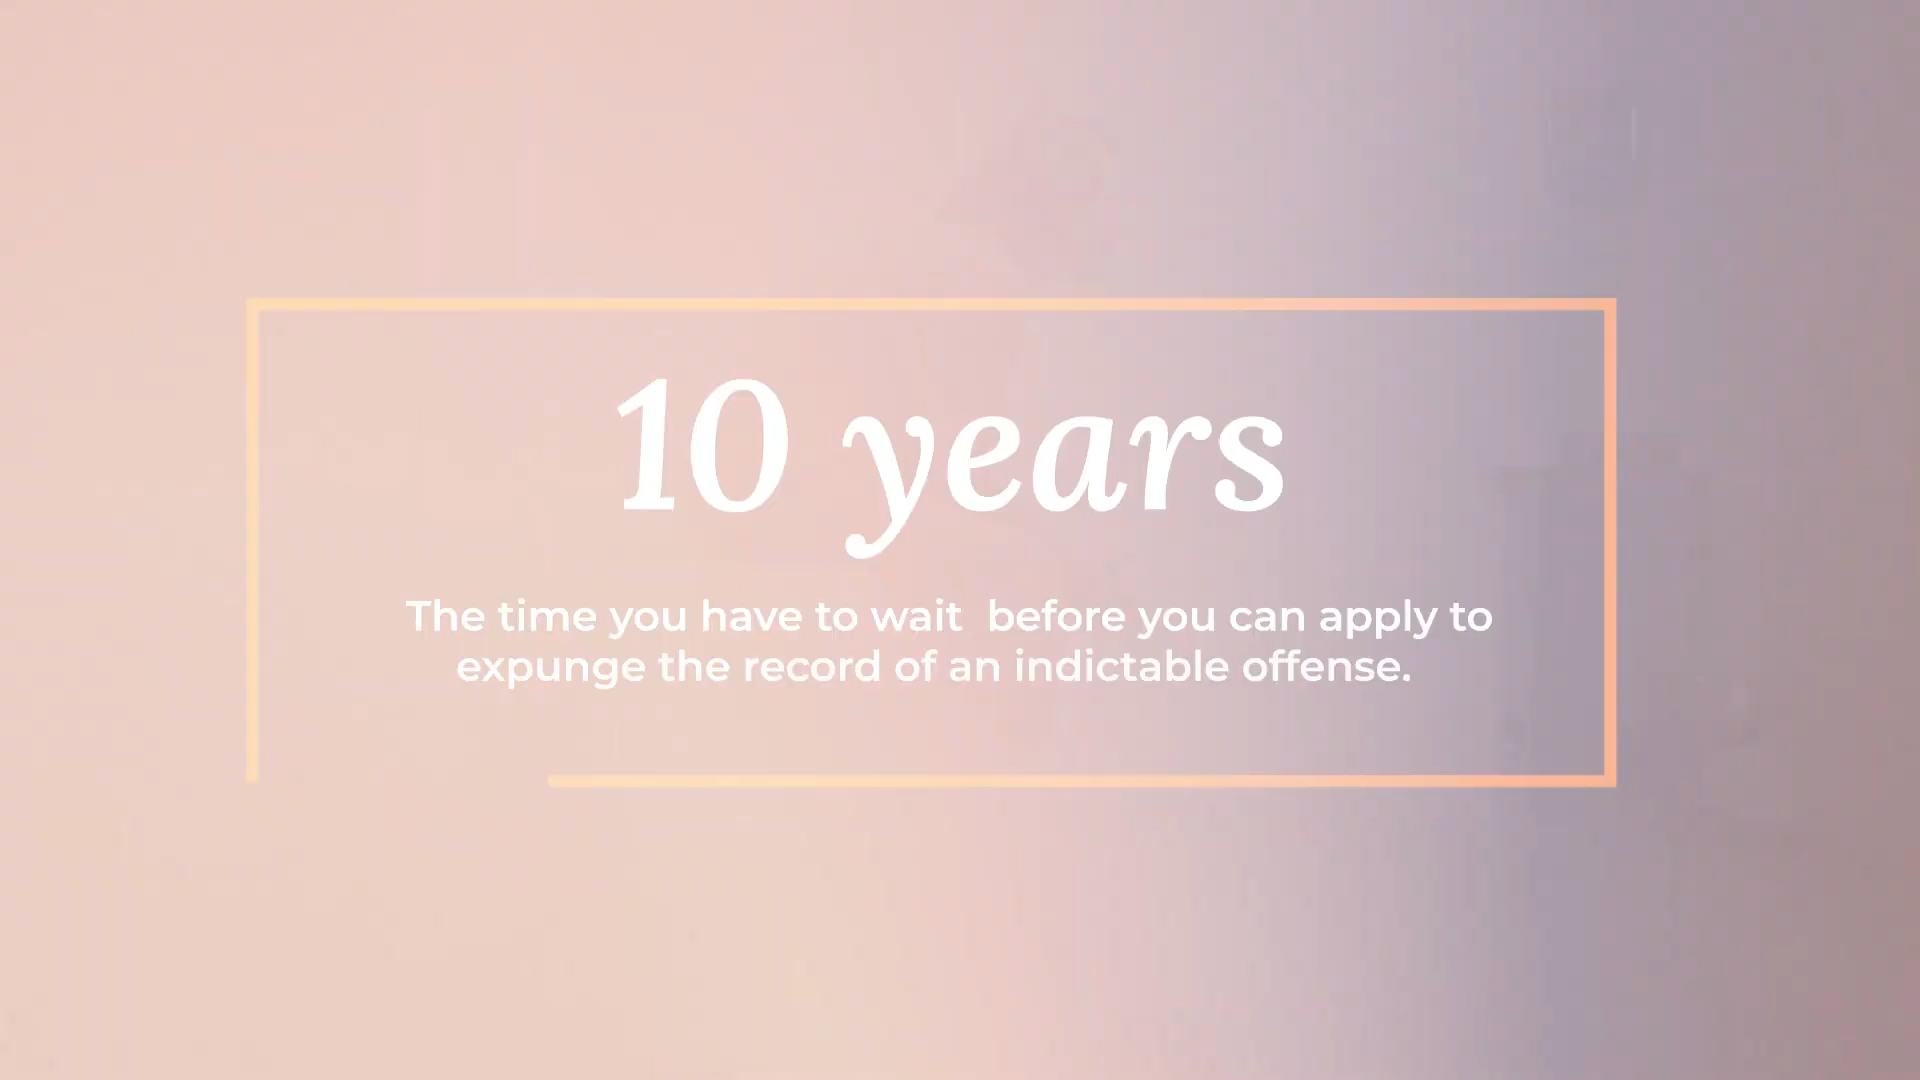 10 years
The time you have to wait  before you can apply to
expunge the record of an indictable offense.